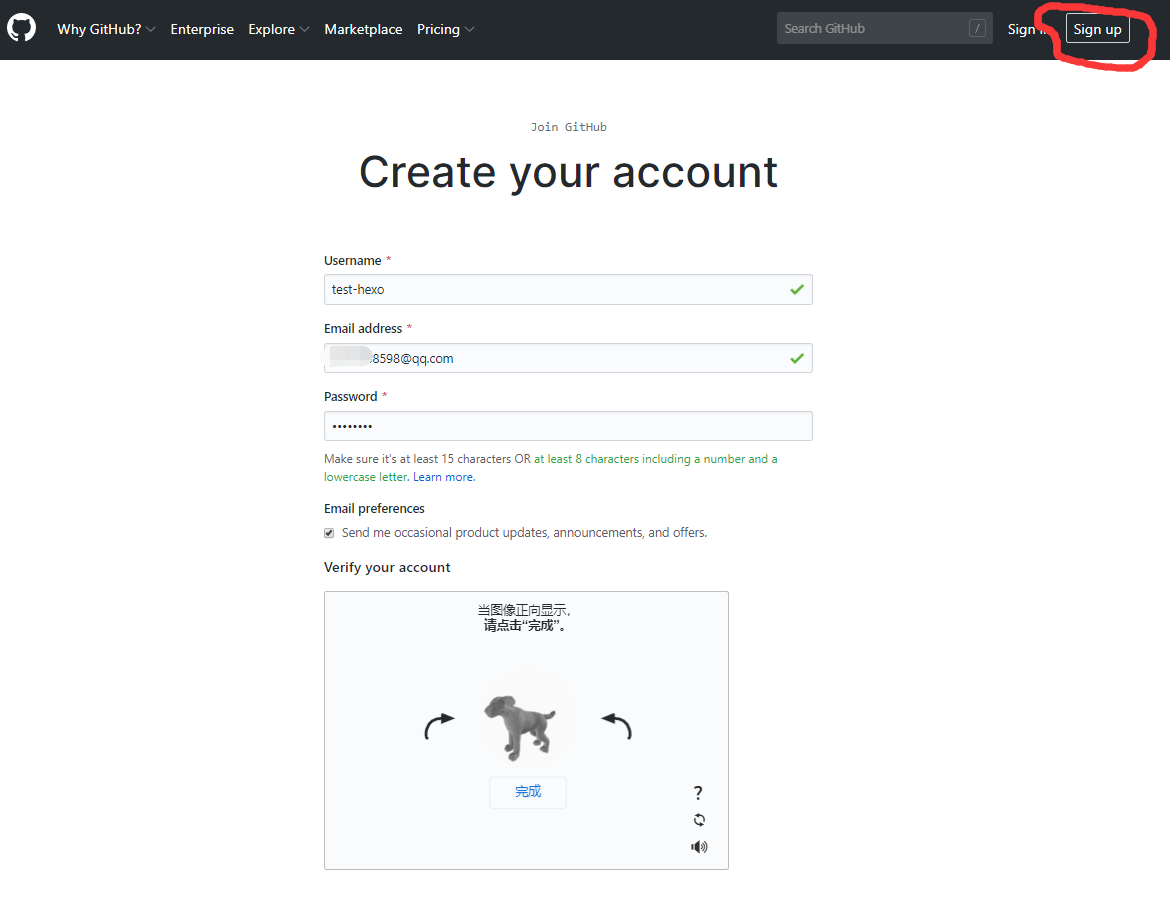 Why GitHub? Enterprise Explore Marketplace Pricing Search GitHub / Sign Sign up
Join GitHub
Create your account
Username *
test-hexo
Email address *
8598@qq.com
Password *
••••••••
Make sure it's at least 15 characters OR at least 8 characters including a number and a
lowercase letter. Learn more.
Email preferences
Send me occasional product updates, announcements, and offers.
Verify your account
当图像正向显示，
请点击“完成”。
完成
?